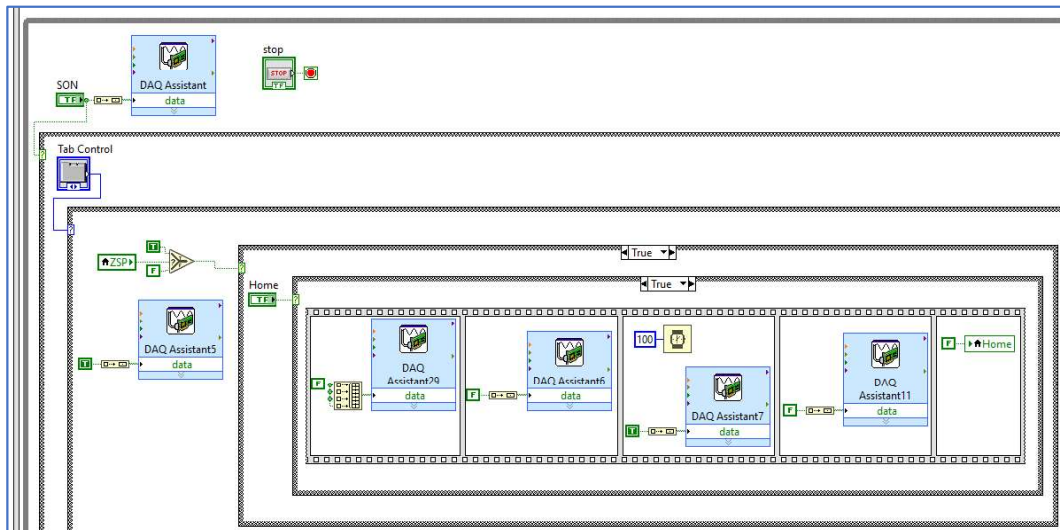 stop
STOP
TF
SON
TF
DAQ Assistant
data
Tab Control
?
?
T
ZSP
F
?
?
True
Home
TF
?
True
DAQ Assistant5
T
data
DAQ
Assistant29
F
data
DAQ Assistant6
F
data
100
DAQ Assistant7
T
data
DAQ
Assistant11
F
data
F
Home